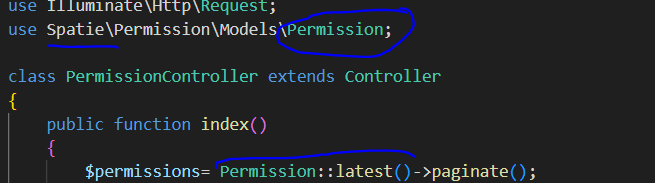 use Illuminate\Http\Request;
use Spatie\Permission\Models\Permission;
class PermissionController extends Controller
{
public function index()
{
$permissions= Permission::latest()->paginate();